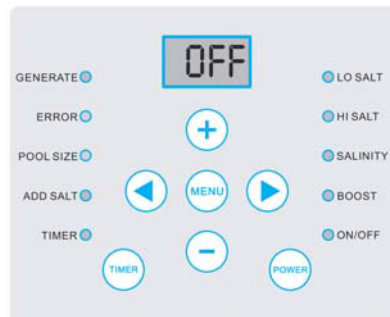 OFF
GENERATE
LO SALT
ERROR
HI SALT
+
POOL SIZE
SALINITY
MENU
ADD SALT
BOOST
TIMER
ON/OFF
−
TIMER
POWER